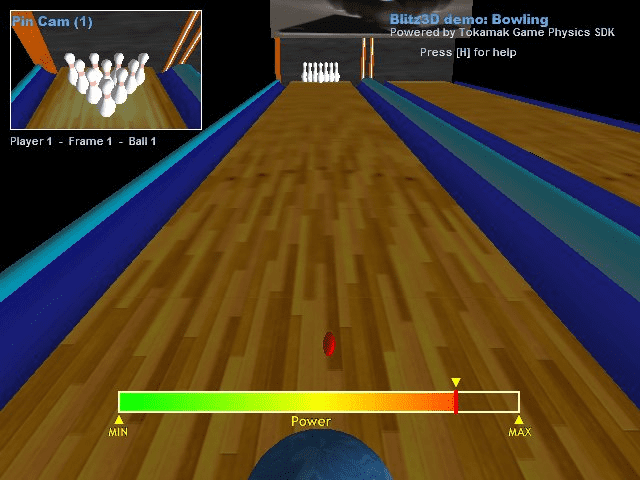 Pin Cam (1)
Blitz3D demo: Bowling
Powered by Tokamak Game Physics SDK
Press [H] for help
Player 1 - Frame 1 - Ball 1
Power
MIN
MAX